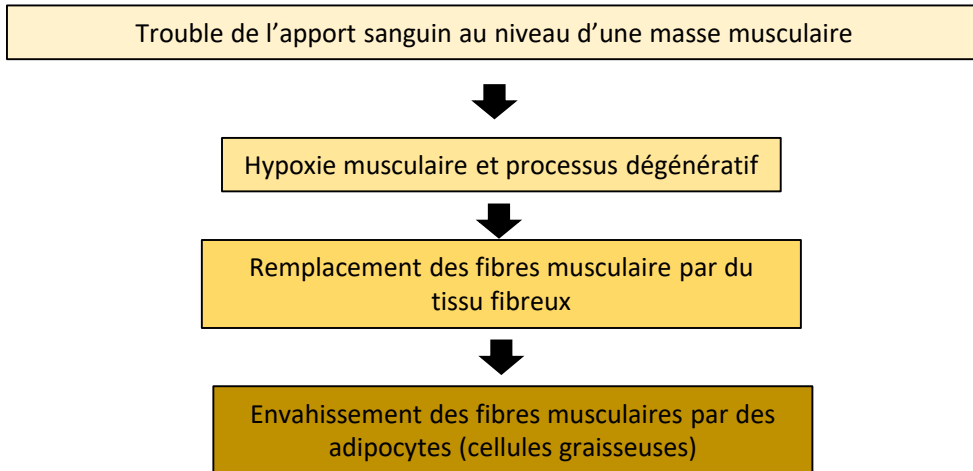 Trouble de l’apport sanguin au niveau d’une masse musculaire
Hypoxie musculaire et processus dégénératif
Remplacement des fibres musculaire par du
tissu fibreux
Envahissement des fibres musculaires par des
adipocytes (cellules graisseuses)